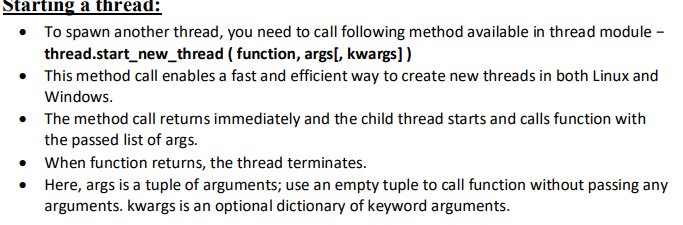 Starting a thread:
• To spawn another thread, you need to call following method available in thread module –
thread.start_new_thread ( function, args[, kwargs] )
• This method call enables a fast and efficient way to create new threads in both Linux and
Windows.
• The method call returns immediately and the child thread starts and calls function with
the passed list of args.
• When function returns, the thread terminates.
• Here, args is a tuple of arguments; use an empty tuple to call function without passing any
arguments. kwargs is an optional dictionary of keyword arguments.